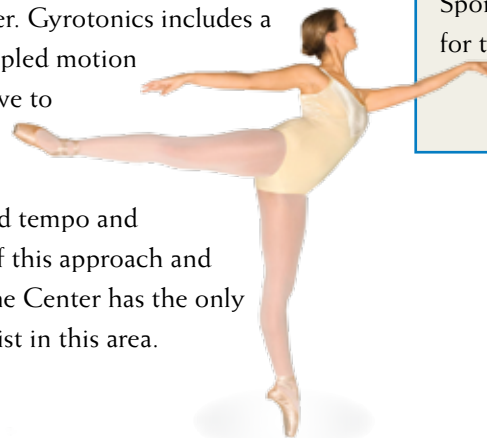 er. Gyrotonics includes a
pled motion
ve to
d tempo and
f this approach and
ne Center has the only
ist in this area.
Spor
for t